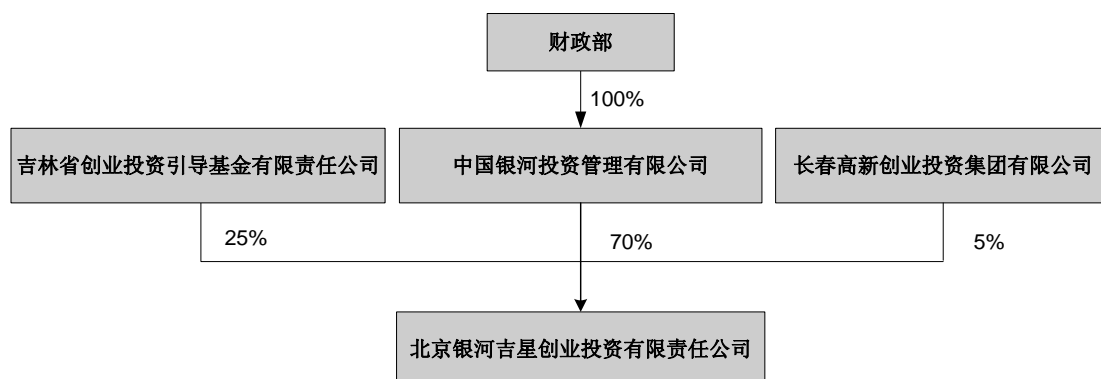 财政部
100%
吉林省创业投资引导基金有限责任公司
中国银河投资管理有限公司
长春高新创业投资集团有限公司
25%
70%
5%
北京银河吉星创业投资有限责任公司